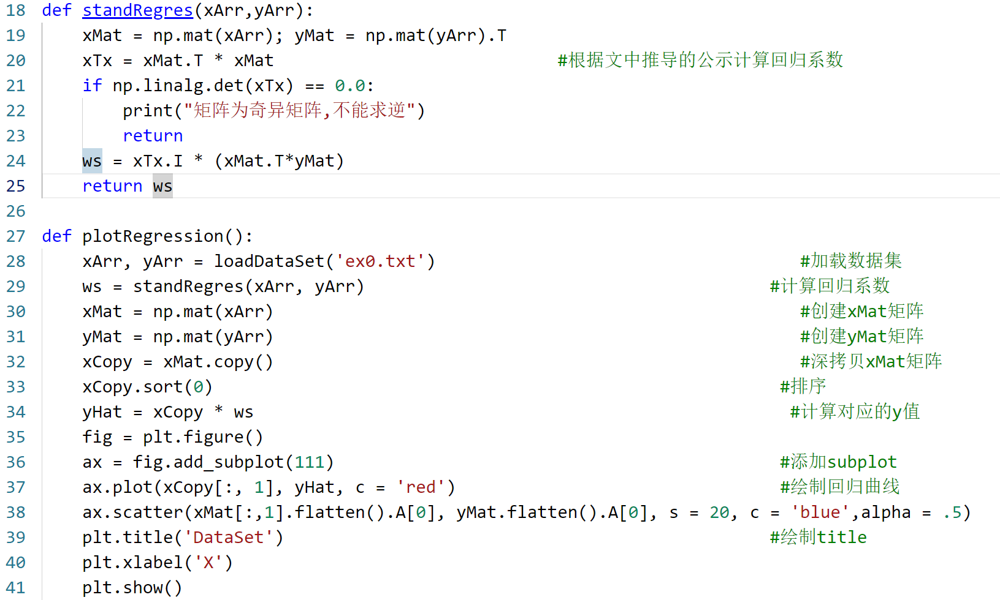 18 def standRegres(xArr,yArr):
19 xMat = np.mat(xArr); yMat = np.mat(yArr).T
20 xTx = xMat.T * xMat #根据文中推导的公示计算回归系数
21 if np.linalg.det(xTx) == 0.0:
22 print("矩阵为奇异矩阵,不能求逆")
23 return
24 ws = xTx.I * (xMat.T*yMat)
25 return ws
26
27 def plotRegression():
28 xArr, yArr = loadDataSet('ex0.txt') #加载数据集
29 ws = standRegres(xArr, yArr) #计算回归系数
30 xMat = np.mat(xArr) #创建xMat矩阵
31 yMat = np.mat(yArr) #创建yMat矩阵
32 xCopy = xMat.copy() #深拷贝xMat矩阵
33 xCopy.sort(0) #排序
34 yHat = xCopy * ws #计算对应的y值
35 fig = plt.figure()
36 ax = fig.add_subplot(111) #添加subplot
37 ax.plot(xCopy[:, 1], yHat, c = 'red') #绘制回归曲线
38 ax.scatter(xMat[:,1].flatten().A[0], yMat.flatten().A[0], s = 20, c = 'blue',alpha = .5)
39 plt.title('DataSet') #绘制title
40 plt.xlabel('X')
41 plt.show()